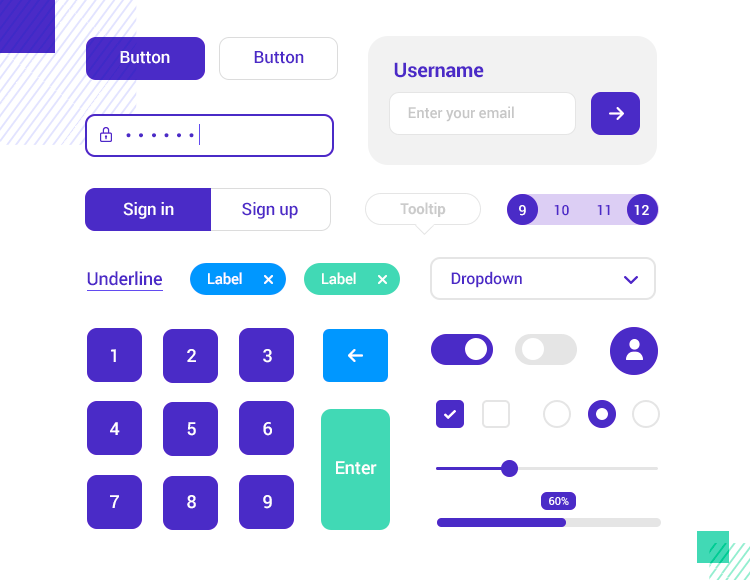 Button
Button
Username
Enter your email
Sign in
Sign up
Tooltip
9 10 11 12
Underline
Label
Label
Dropdown
1 2 3
4 5 6
7 8 9
Enter
60%